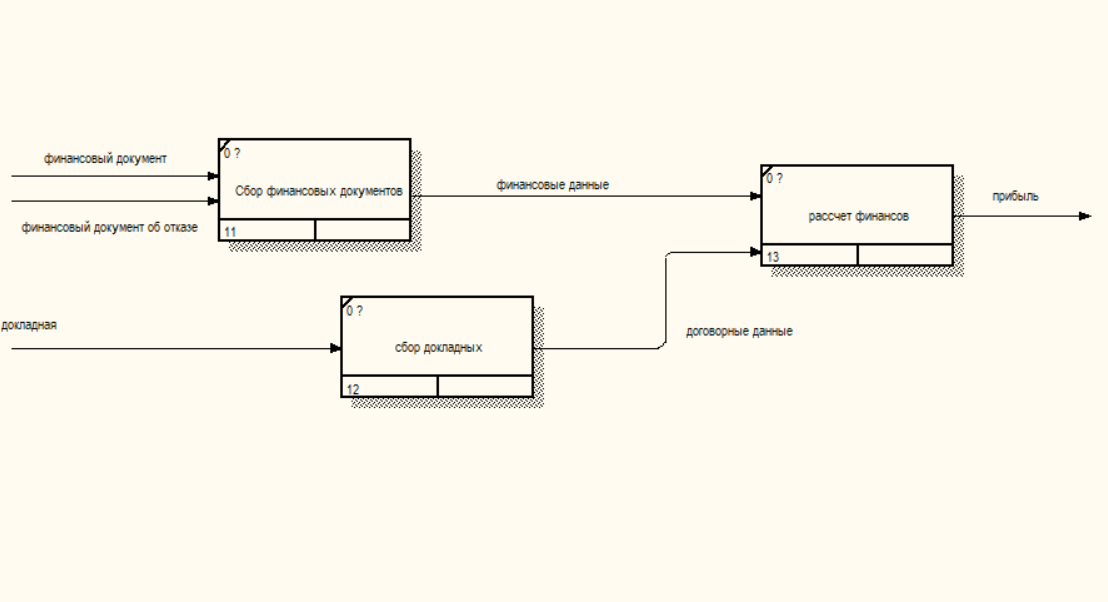 финансовый документ
0 ?
Сбор финансовых документов
финансовый документ об отказе
11
финансовые данные
0 ?
рассчет финансов
13
прибыль
докладная
0 ?
сбор докладных
12
договорные данные